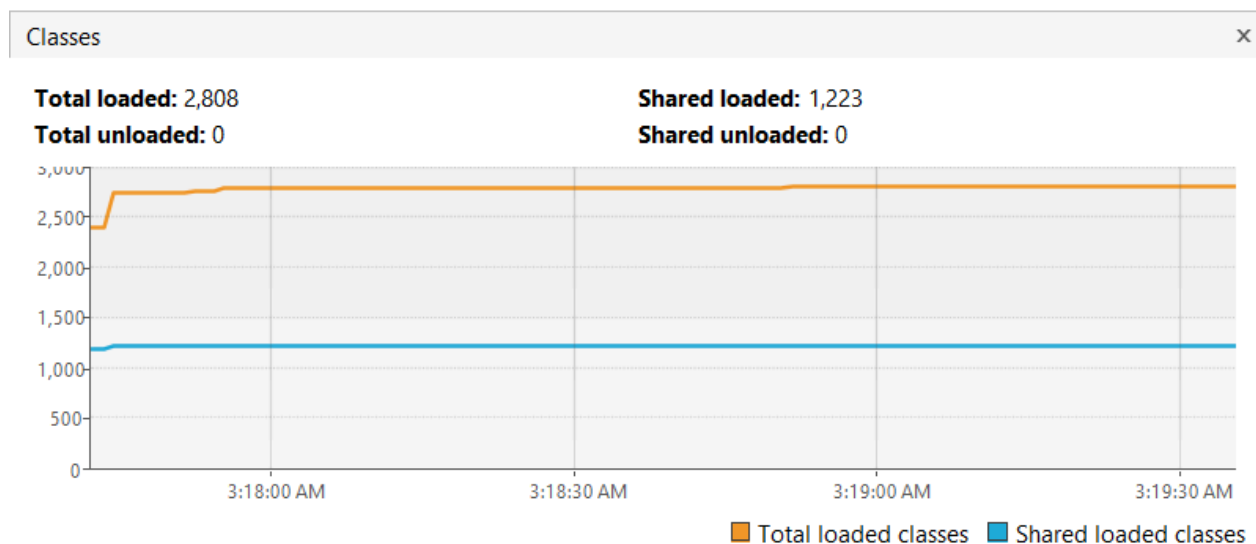 Classes x
Total loaded: 2,808 Shared loaded: 1,223
Total unloaded: 0 Shared unloaded: 0
3,000
2,500
2,000
1,500
1,000
500
0
3:18:00 AM 3:18:30 AM 3:19:00 AM 3:19:30 AM
Total loaded classes Shared loaded classes